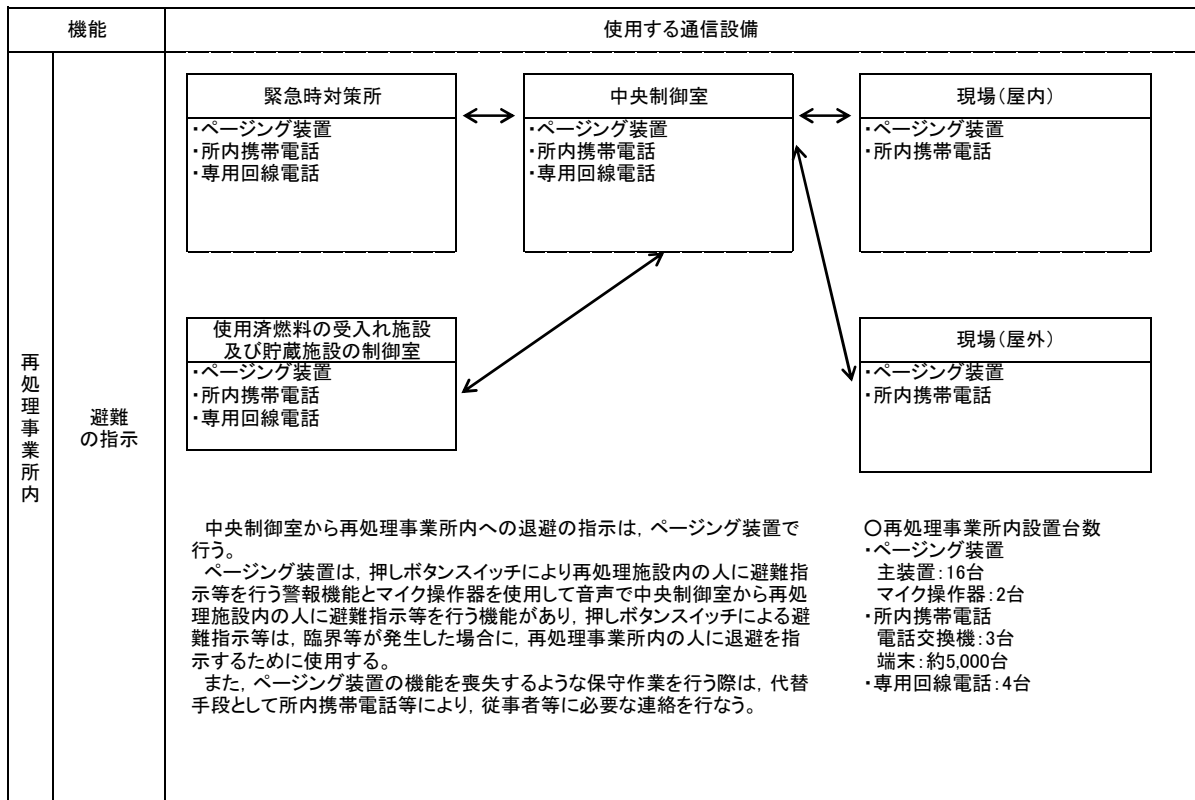 機能
使用する通信設備
再処理事業所内
避難
の指示
緊急時対策所
・ページング装置
・所内携帯電話
・専用回線電話
中央制御室
・ページング装置
・所内携帯電話
・専用回線電話
現場(屋内)
・ページング装置
・所内携帯電話
使用済燃料の受入れ施設
及び貯蔵施設の制御室
・ページング装置
・所内携帯電話
・専用回線電話
現場(屋外)
・ページング装置
・所内携帯電話
中央制御室から再処理事業所内への退避の指示は,ページング装置で
行う。
ページング装置は,押しボタンスイッチにより再処理施設内の人に避難指
示等を行う警報機能とマイク操作器を使用して音声で中央制御室から再処
理施設内の人に避難指示等を行う機能があり,押しボタンスイッチによる避
難指示等は,臨界等が発生した場合に,再処理事業所内の人に退避を指
示するために使用する。
また,ページング装置の機能を喪失するような保守作業を行う際は,代替
手段として所内携帯電話等により,従事者等に必要な連絡を行なう。
○再処理事業所内設置台数
・ページング装置
主装置:16台
マイク操作器:2台
・所内携帯電話
電話交換機:3台
端末:約5,000台
・専用回線電話:4台